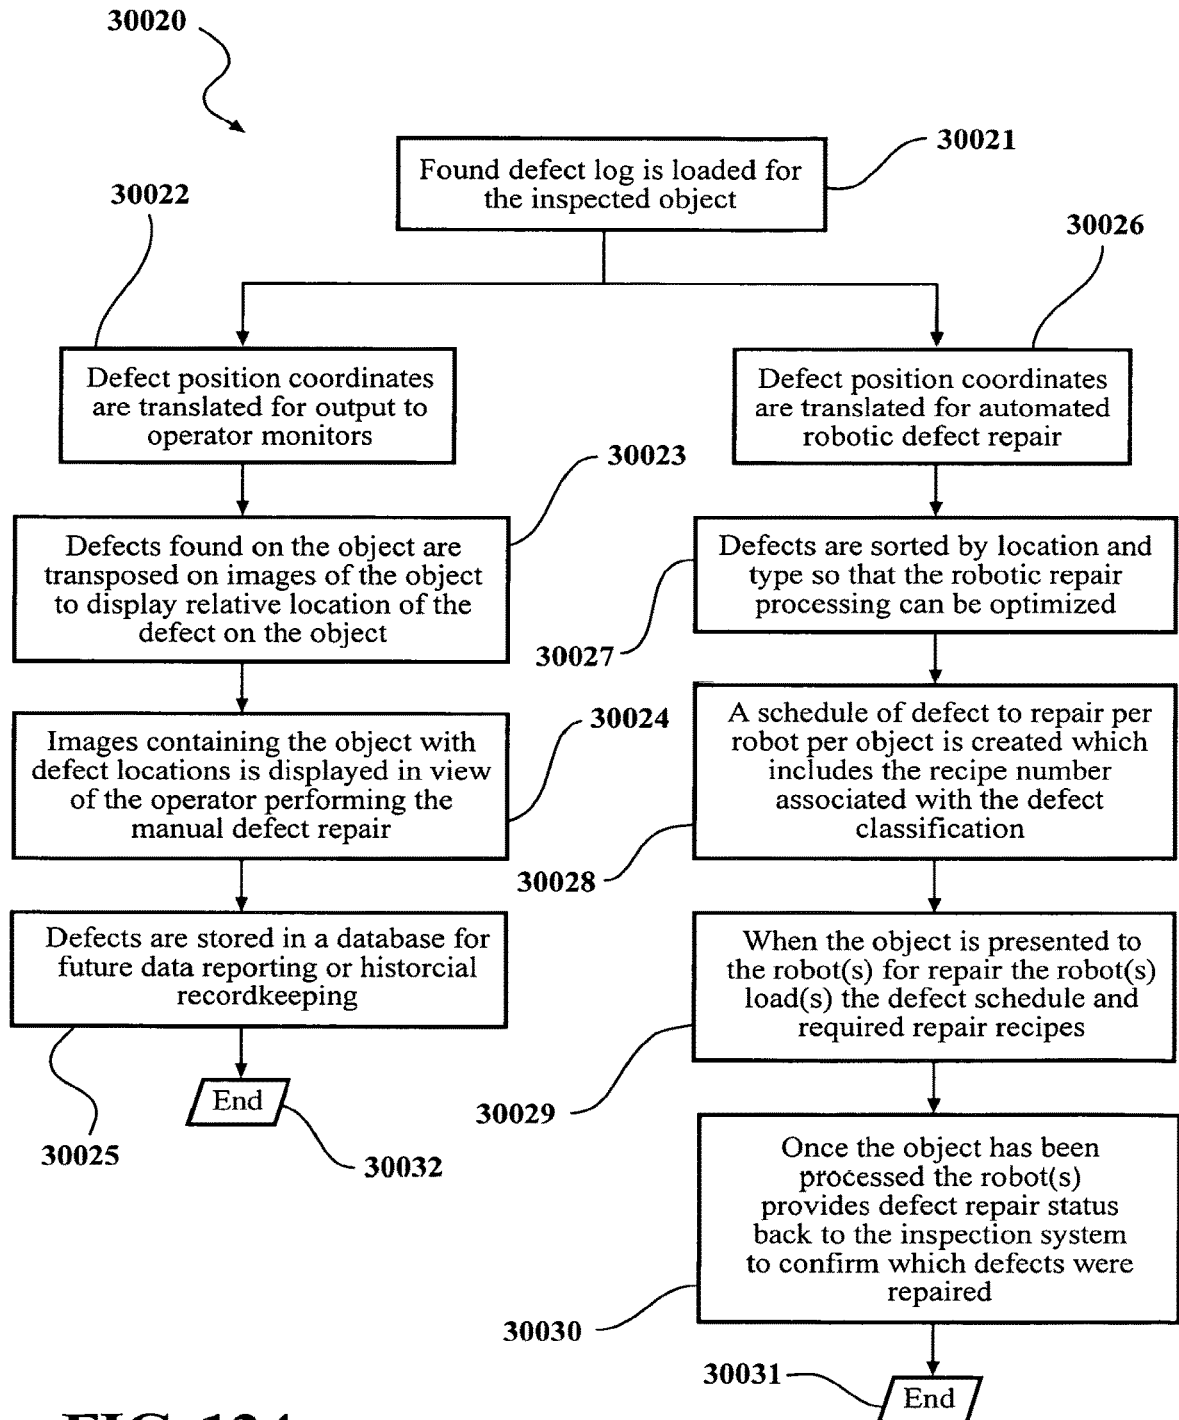 30020
30021
Found defect log is loaded for
the inspected object
30022
30026
Defect position coordinates
are translated for output to
operator monitors
Defect position coordinates
are translated for automated
robotic defect repair
30023
Defects found on the object are
transposed on images of the object
to display relative location of the
defect on the object
Defects are sorted by location and
type so that the robotic repair
processing can be optimized
30027
30024
Images containing the object with
defect locations is displayed in view
of the operator performing the
manual defect repair
A schedule of defect to repair per
robot per object is created which
includes the recipe number
associated with the defect
classification
30028
Defects are stored in a database for
future data reporting or historcial
recordkeeping
When the object is presented to
the robot(s) for repair the robot(s)
load(s) the defect schedule and
required repair recipes
End
30029
30025
30032
Once the object has been
processed the robot(s)
provides defect repair status
back to the inspection system
to confirm which defects were
repaired
30030
30031
End